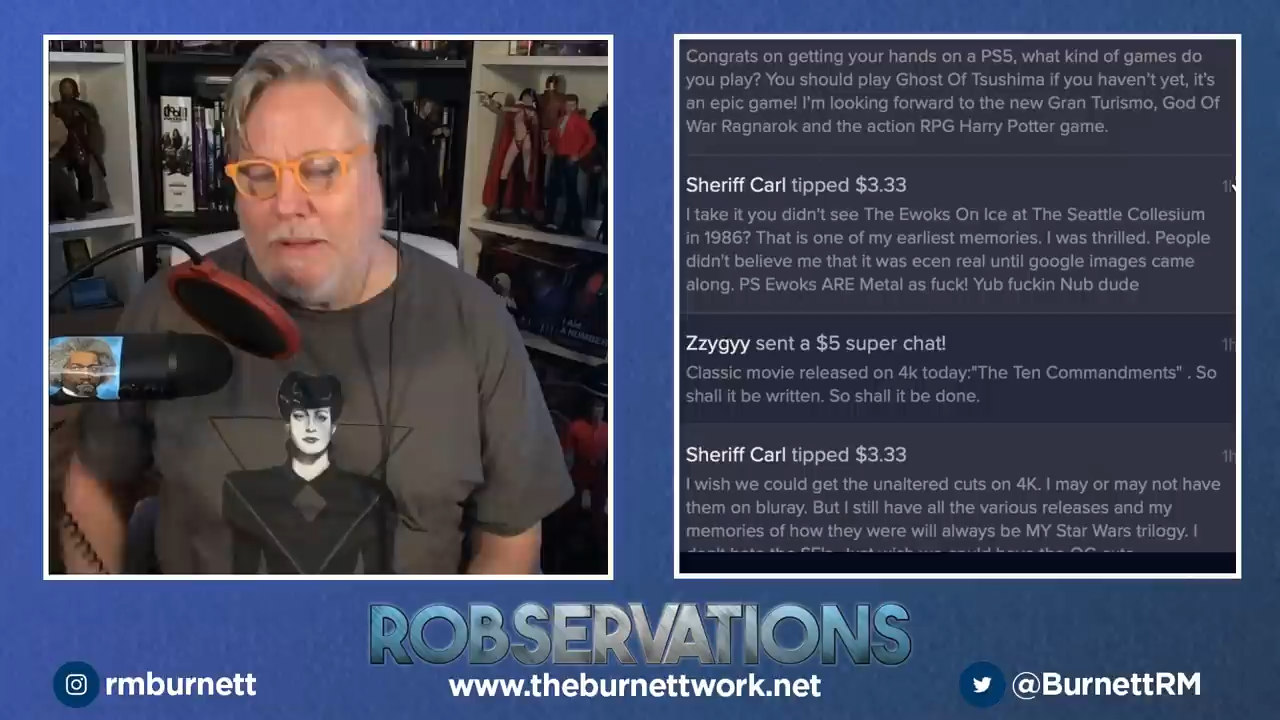 Congrats on getting your hands on a PS5, what kind of games do
you play? You should play Ghost Of Tsushima if you haven't yet, it's
an epic game! I'm looking forward to the new Gran Turismo, God Of
War Ragnarok and the action RPG Harry Potter game.
Sheriff Carl tipped $3.33
I take it you didn't see The Ewoks On Ice at The Seattle Collesium
in 1986? That is one of my earliest memories. I was thrilled. People
didn't believe me that it was ecen real until google images came
along. PS Ewoks ARE Metal as fuck! Yub fuckin Nub dude
Zzygyy sent a $5 super chat!
1h
Classic movie released on 4k today:"The Ten Commandments" . So
shall it be written. So shall it be done.
Sheriff Carl tipped $3.33
1h
I wish we could get the unaltered cuts on 4K. I may or may not have
them on bluray. But I still have all the various releases and my
memories of how they were will always be MY Star Wars trilogy. I
I AM
A NUMBER
ROBSERVATIONS
rmburnett
www.theburnettwork.net
@BurnettRM